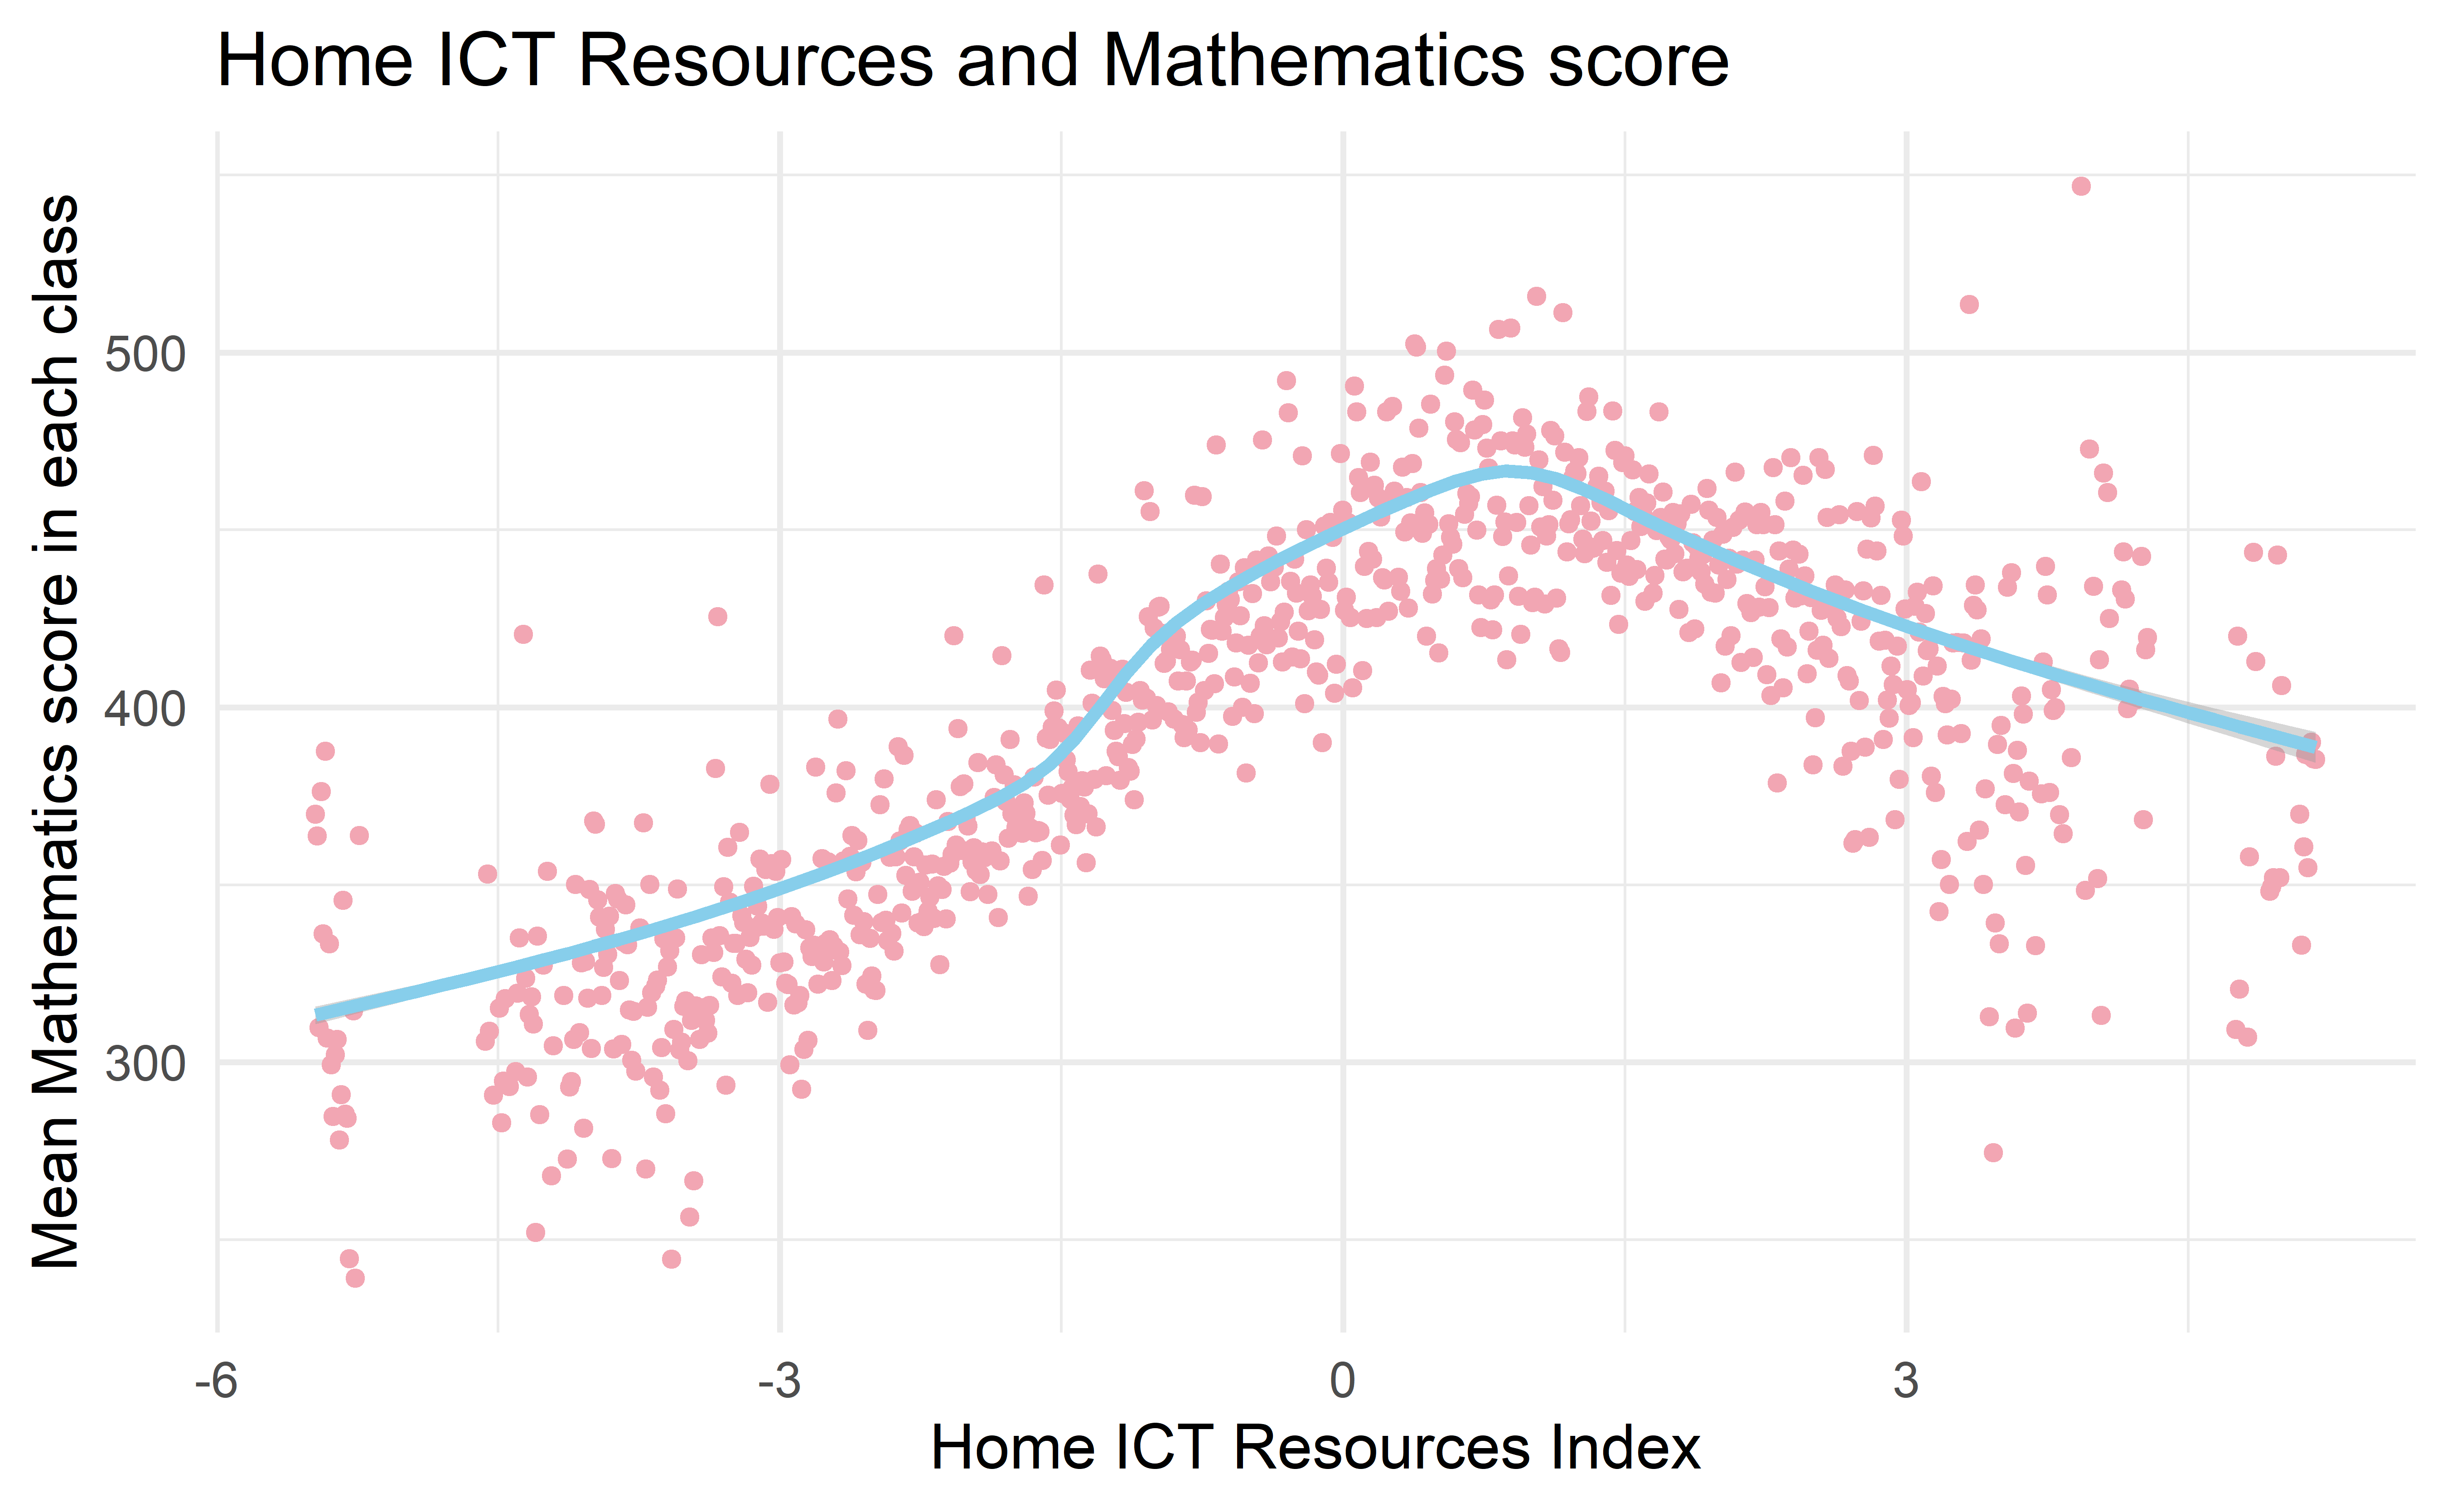 Home ICT Resources and Mathematics score
Mean Mathematics score in each class
500
400
300
-6
-3
0
3
Home ICT Resources Index